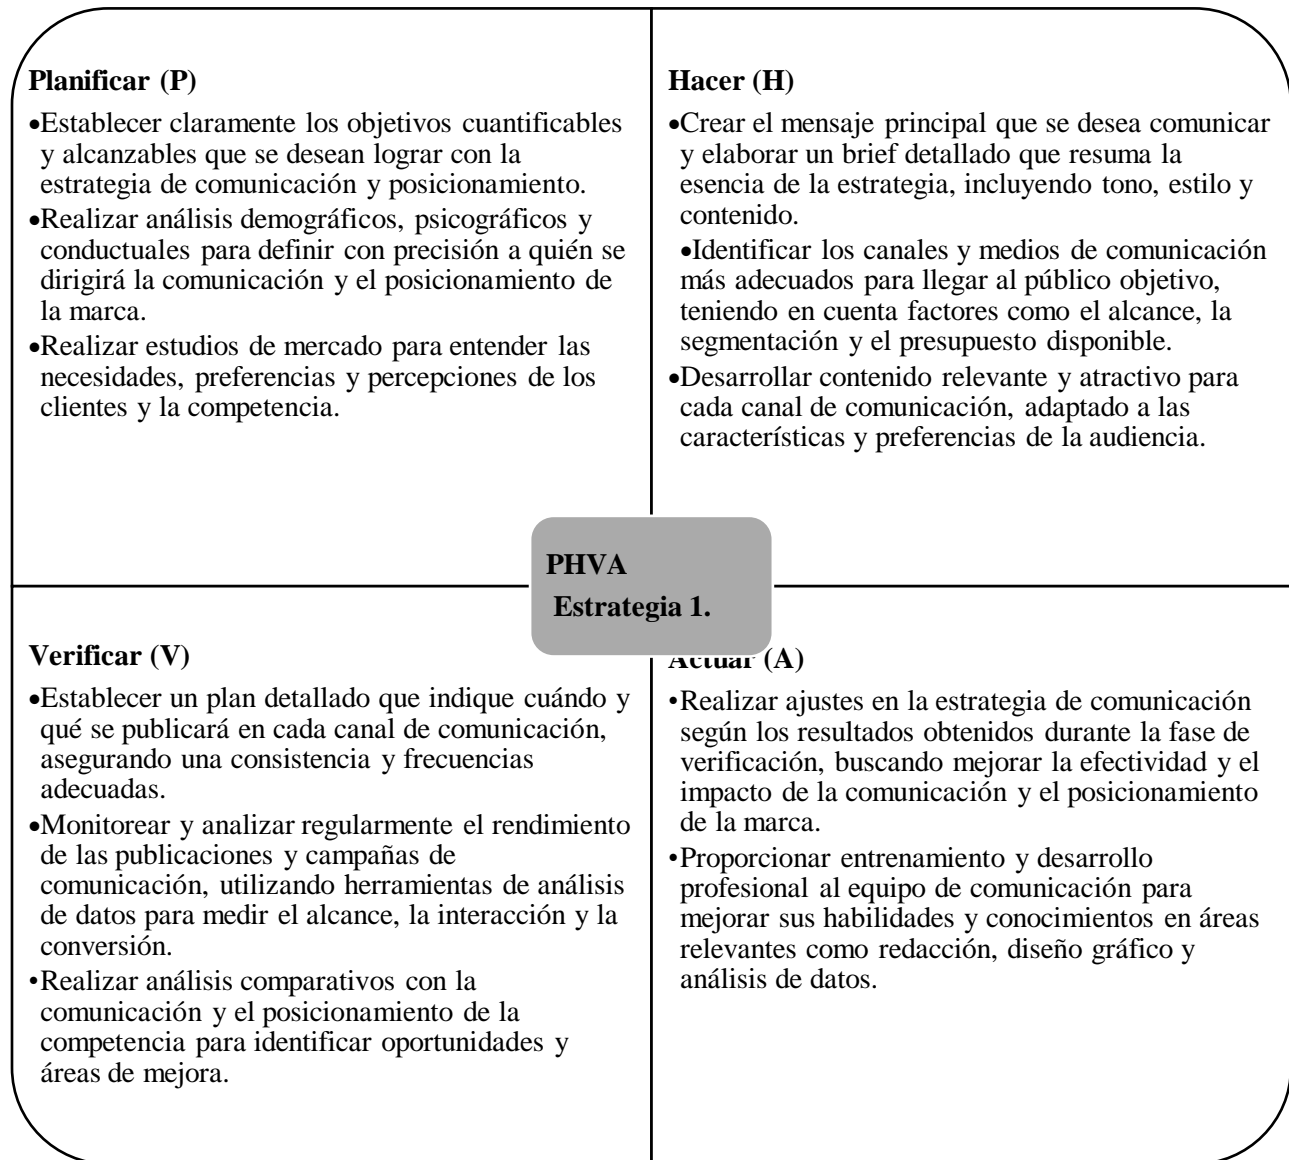 Planificar (P)
•Establecer claramente los objetivos cuantificables
y alcanzables que se desean lograr con la
estrategia de comunicación y posicionamiento.
•Realizar análisis demográficos, psicográficos y
conductuales para definir con precisión a quién se
dirigirá la comunicación y el posicionamiento de
la marca.
•Realizar estudios de mercado para entender las
necesidades, preferencias y percepciones de los
clientes y la competencia.
Hacer (H)
•Crear el mensaje principal que se desea comunicar
y elaborar un brief detallado que resuma la
esencia de la estrategia, incluyendo tono, estilo y
contenido.
•Identificar los canales y medios de comunicación
más adecuados para llegar al público objetivo,
teniendo en cuenta factores como el alcance, la
segmentación y el presupuesto disponible.
•Desarrollar contenido relevante y atractivo para
cada canal de comunicación, adaptado a las
características y preferencias de la audiencia.
PHVA
Estrategia 1.
Verificar (V)
•Establecer un plan detallado que indique cuándo y
qué se publicará en cada canal de comunicación,
asegurando una consistencia y frecuencias
adecuadas.
•Monitorear y analizar regularmente el rendimiento
de las publicaciones y campañas de
comunicación, utilizando herramientas de análisis
de datos para medir el alcance, la interacción y la
conversión.
•Realizar análisis comparativos con la
comunicación y el posicionamiento de la
competencia para identificar oportunidades y
áreas de mejora.
Actuar (A)
•Realizar ajustes en la estrategia de comunicación
según los resultados obtenidos durante la fase de
verificación, buscando mejorar la efectividad y el
impacto de la comunicación y el posicionamiento
de la marca.
•Proporcionar entrenamiento y desarrollo
profesional al equipo de comunicación para
mejorar sus habilidades y conocimientos en áreas
relevantes como redacción, diseño gráfico y
análisis de datos.